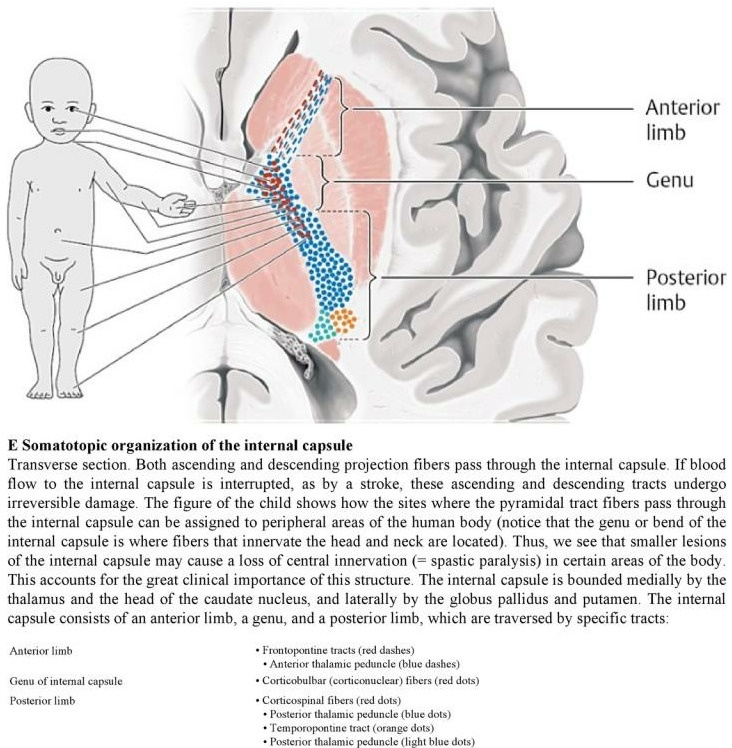 Anterior
limb
Genu
Posterior
limb
E Somatotopic organization of the internal capsule
Transverse section. Both ascending and descending projection fibers pass through the internal capsule. If blood
flow to the internal capsule is interrupted, as by a stroke, these ascending and descending tracts undergo
irreversible damage. The figure of the child shows how the sites where the pyramidal tract fibers pass through
the internal capsule can be assigned to peripheral areas of the human body (notice that the genu or bend of the
internal capsule is where fibers that innervate the head and neck are located). Thus, we see that smaller lesions
of the internal capsule may cause a loss of central innervation (= spastic paralysis) in certain areas of the body.
This accounts for the great clinical importance of this structure. The internal capsule is bounded medially by the
thalamus and the head of the caudate nucleus, and laterally by the globus pallidus and putamen. The internal
capsule consists of an anterior limb, a genu, and a posterior limb, which are traversed by specific tracts:
Anterior limb • Frontopontine tracts (red dashes)
• Anterior thalamic peduncle (blue dashes)
Genu of internal capsule • Corticobulbar (corticonuclear) fibers (red dots)
Posterior limb • Corticospinal fibers (red dots)
• Posterior thalamic peduncle (blue dots)
• Temporopontine tract (orange dots)
• Posterior thalamic peduncle (light blue dots)